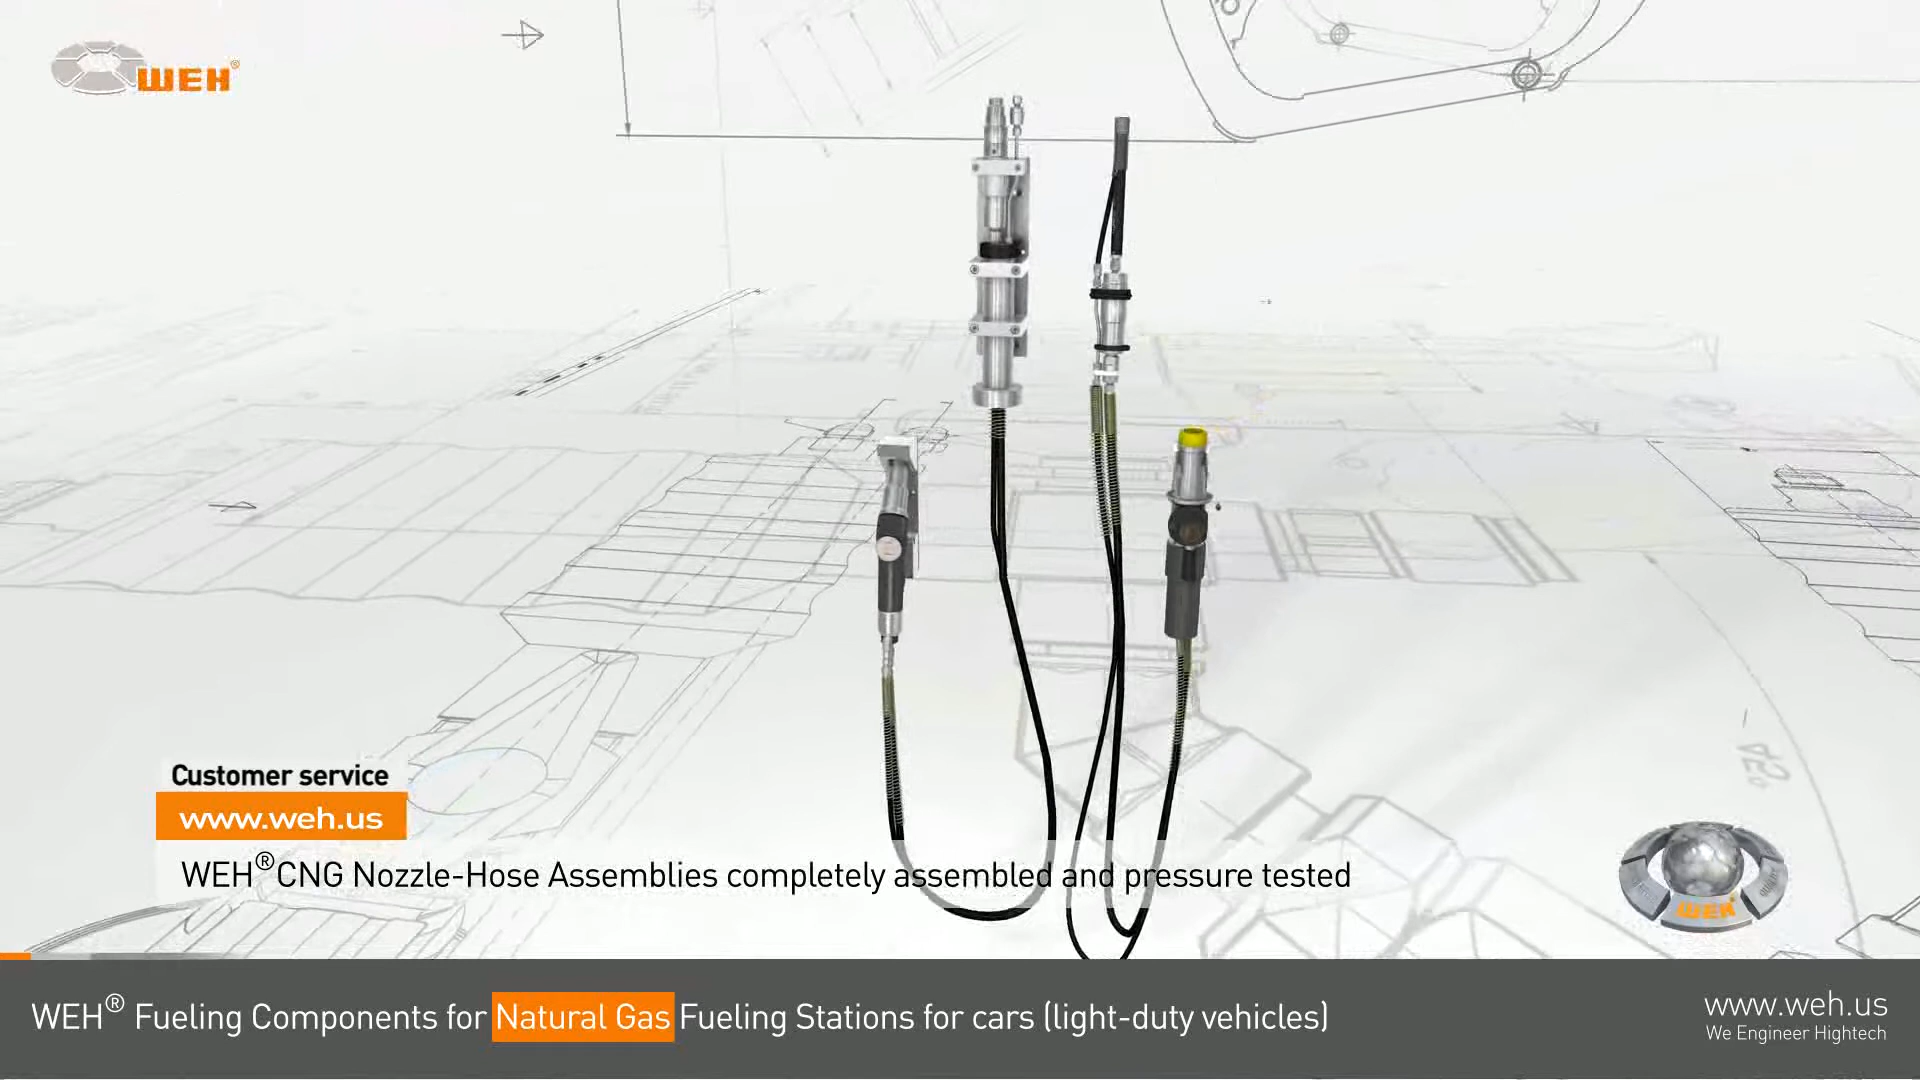 WEH®
Customer service
www.weh.us
WEH®CNG Nozzle-Hose Assemblies completely assembled and pressure tested
WEH
WEH® Fueling Components for Natural Gas Fueling Stations for cars (light-duty vehicles)
www.weh.us
We Engineer Hightech